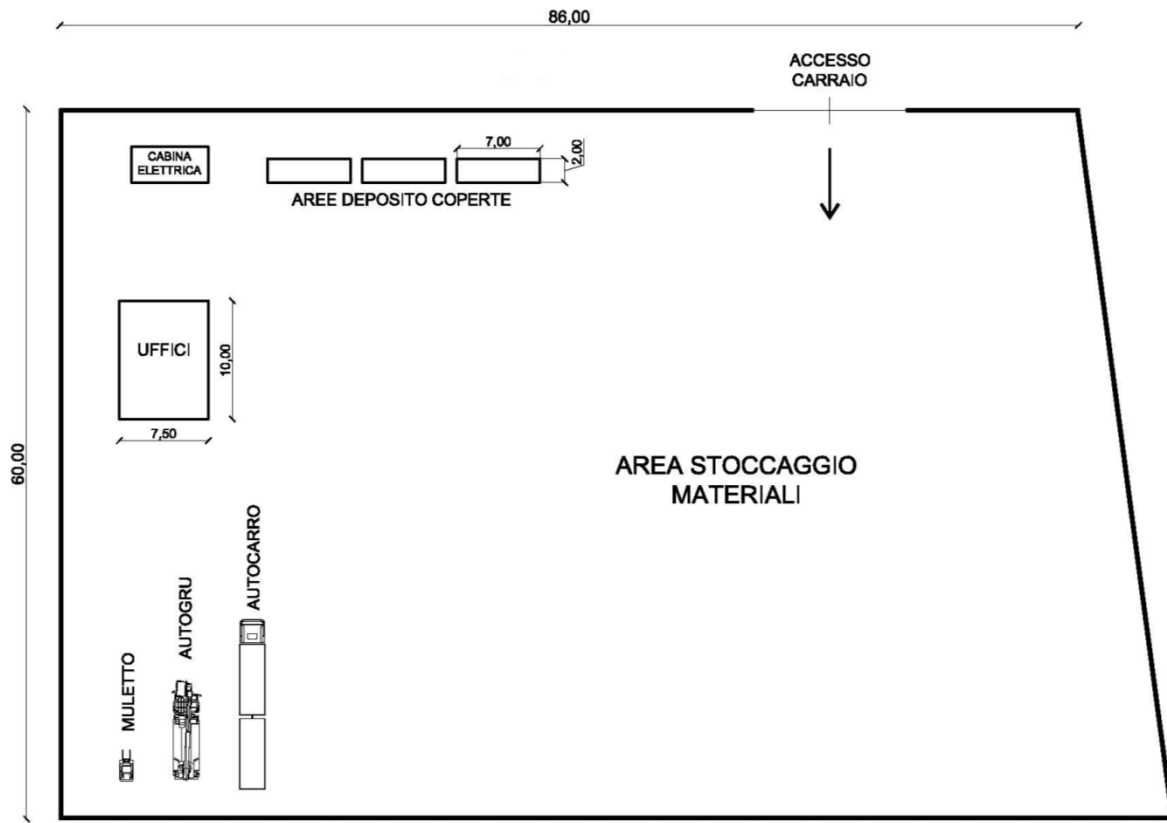 86,00
ACCESSO
CARRAIO
CABINA
ELETTRICA
7,00
2,00
AREE DEPOSITO COPERTE
UFFICI
10,00
7,50
60,00
AREA STOCCAGGIO
MATERIALI
AUTOCARRO
AUTOGRU
MULETTO